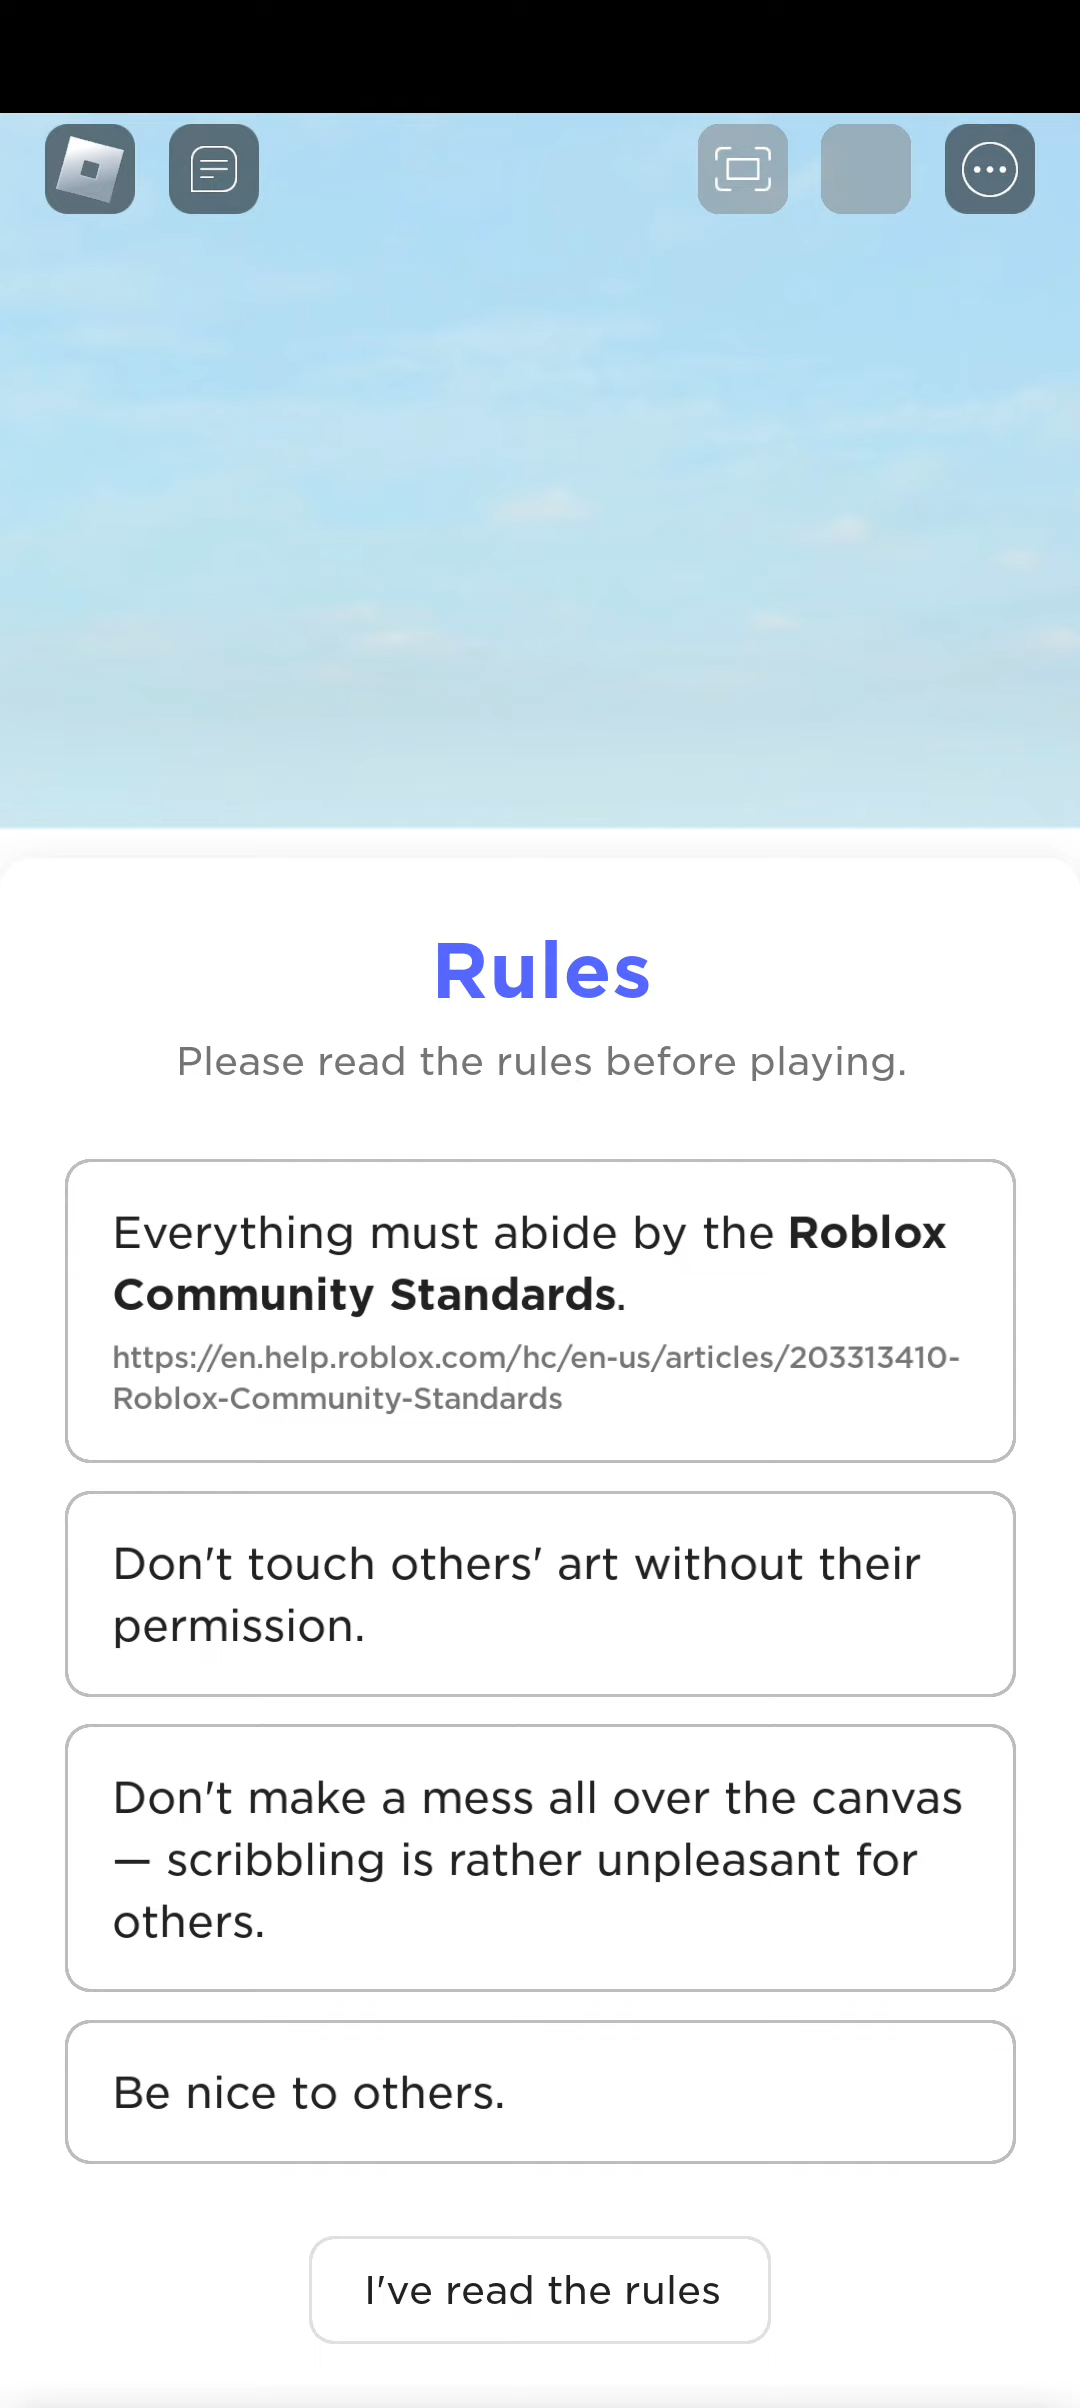 Rules
Please read the rules before playing.
Everything must abide by the Roblox
Community Standards.
https://en.help.roblox.com/hc/en-us/articles/203313410-
Roblox-Community-Standards
Don't touch others' art without their
permission.
Don't make a mess all over the canvas
— scribbling is rather unpleasant for
others.
Be nice to others.
I've read the rules